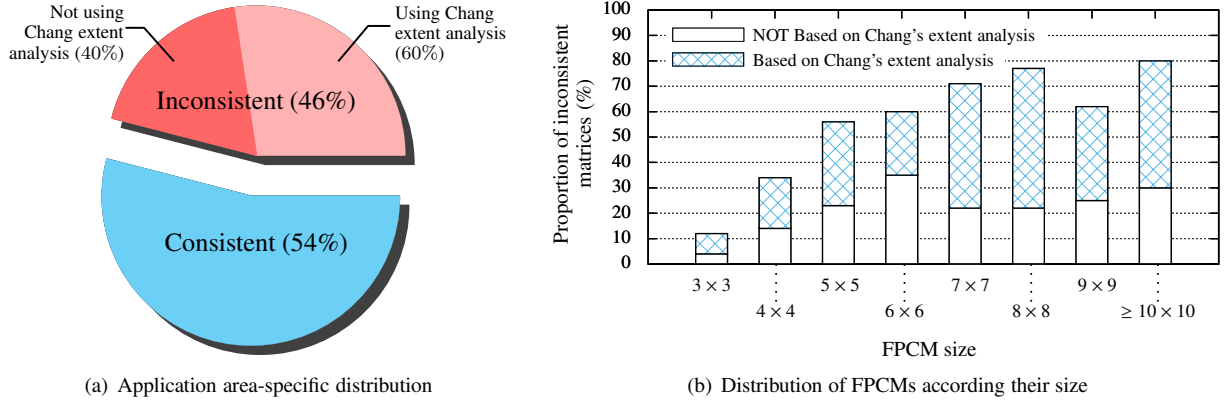 Not using
Chang extent
analysis (40%)
Using Chang
extent analysis
(60%)
Inconsistent (46%)
Consistent (54%)
(a) Application area-specific distribution
Proportion of inconsistent
matrices (%)
100
90
80
70
60
50
40
30
20
10
0
NOT Based on Chang's extent analysis
Based on Chang's extent analysis
3 × 3
4 × 4
5 × 5
6 × 6
7 × 7
8 × 8
9 × 9
≥ 10 × 10
FPCM size
(b) Distribution of FPCMs according their size